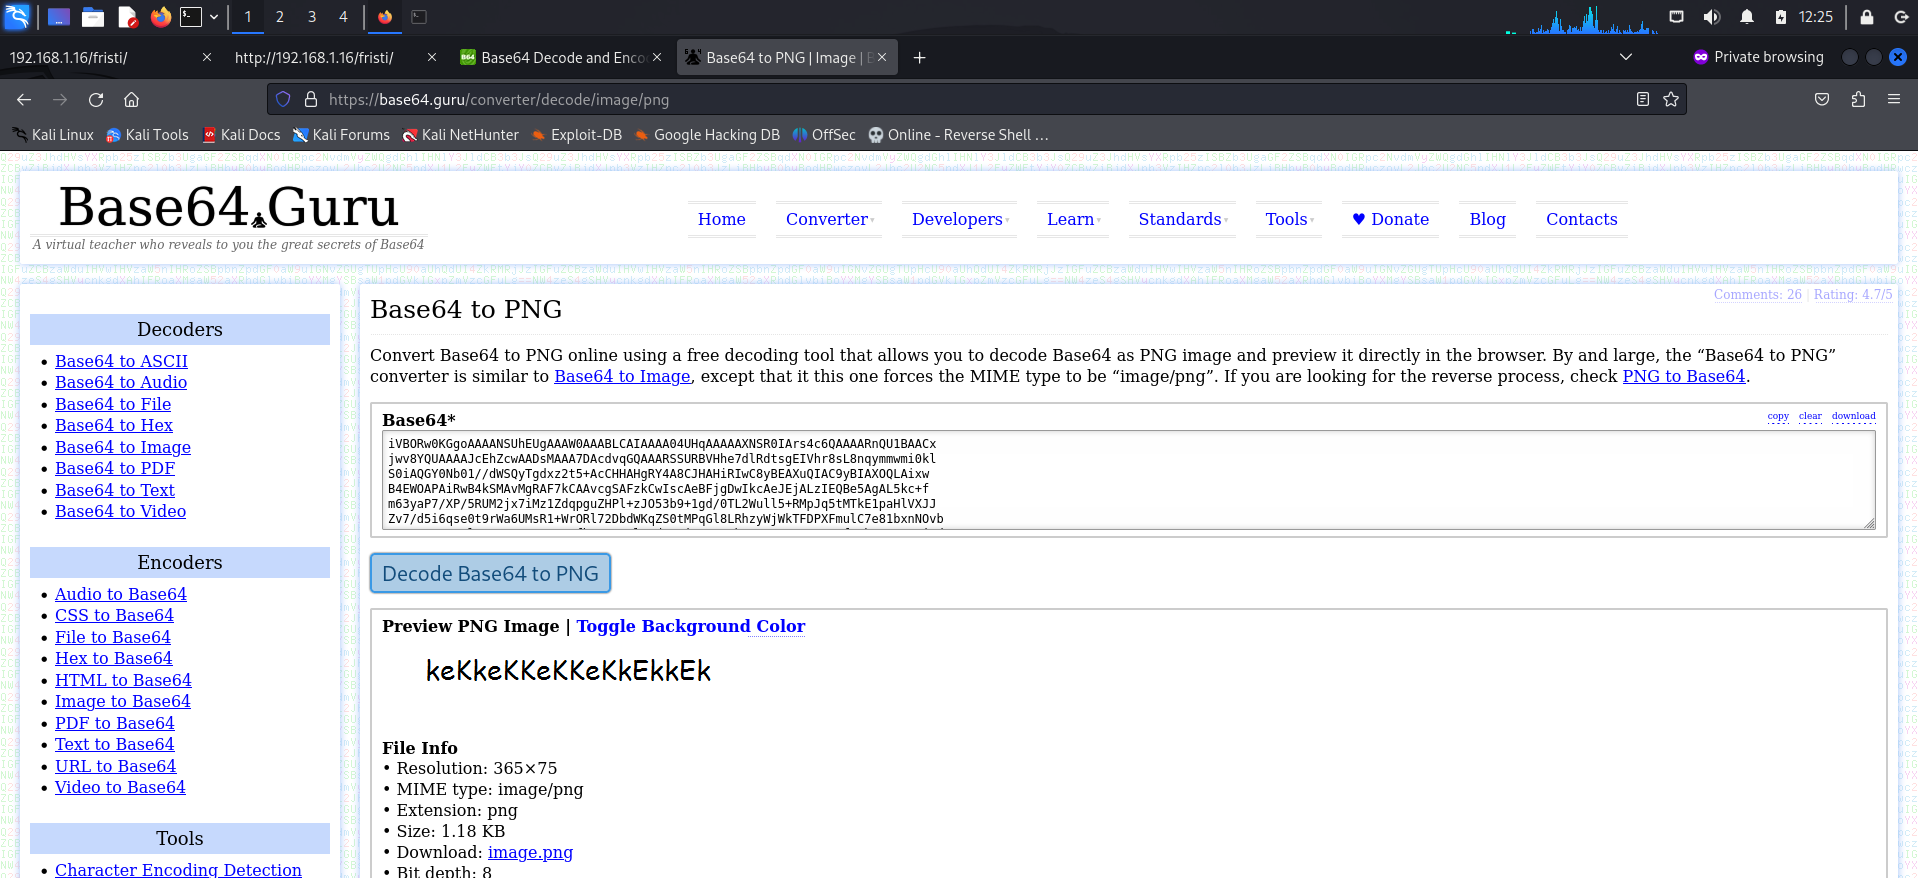 1 2 3 4 12:25
192.168.1.16/fristi/ http://192.168.1.16/fristi/ Base64 Decode and Enco Base64 to PNG | Image | B Private browsing
https://base64.guru/converter/decode/image/png
Kali Linux Kali Tools Kali Docs Kali Forums Kali NetHunter Exploit-DB Google Hacking DB OffSec Online - Reverse Shell …
Base64 Guru
A virtual teacher who reveals to you the great secrets of Base64
Home Converter Developers Learn Standards Tools ♥ Donate Blog Contacts
Decoders
• Base64 to ASCII
• Base64 to Audio
• Base64 to File
• Base64 to Hex
• Base64 to Image
• Base64 to PDF
• Base64 to Text
• Base64 to Video
Encoders
• Audio to Base64
• CSS to Base64
• File to Base64
• Hex to Base64
• HTML to Base64
• Image to Base64
• PDF to Base64
• Text to Base64
• URL to Base64
• Video to Base64
Tools
• Character Encoding Detection
Comments: 26 | Rating: 4.7/5
Base64 to PNG
Convert Base64 to PNG online using a free decoding tool that allows you to decode Base64 as PNG image and preview it directly in the browser. By and large, the “Base64 to PNG”
converter is similar to Base64 to Image, except that it this one forces the MIME type to be “image/png”. If you are looking for the reverse process, check PNG to Base64.
Base64* copy clear download
iVBORw0KGgoAAAANSUhEUgAAAW0AAABLCAIAAAA04UHqAAAAAXNSR0IArs4c6QAAAARnQU1BAACx
jwv8YQUAAAAJcEhZcwAADsMAAA7DAcdvqGQAAARSSURBVHhe7dlRdtsgEIVhr8sL8nqymmwmi0kl
S0iAQGY0Nb01//dWSQyTgdxz2t5+AcCHHAHgRY4A8CJHAHiRIwC8yBEAXuQIAC9yBIAXOQLAixw
B4EWOAPAiRwB4kSMAvMgRAF7kCAAvcgSAFzkCwIscAeBFjgDwIkcAeJEjALzIEQBe5AgAL5kc+f
m63yaP7/XP/5RUM2jx7iMz1ZdqpguZHPl+zJO53b9+1gd/0TL2Wull5+RMpJq5tMTkE1paHlVXJJ
Zv7/d5i6qse0t9rWa6UMsR1+WrORl72DbdWKqZS0tMPqGl8LRhzyWjWkTFDPXFmulC7e81bxnNOvb
Decode Base64 to PNG
Preview PNG Image | Toggle Background Color
keKkeKKeKKeKkEkkEk
File Info
• Resolution: 365×75
• MIME type: image/png
• Extension: png
• Size: 1.18 KB
• Download: image.png
• Bit depth: 8